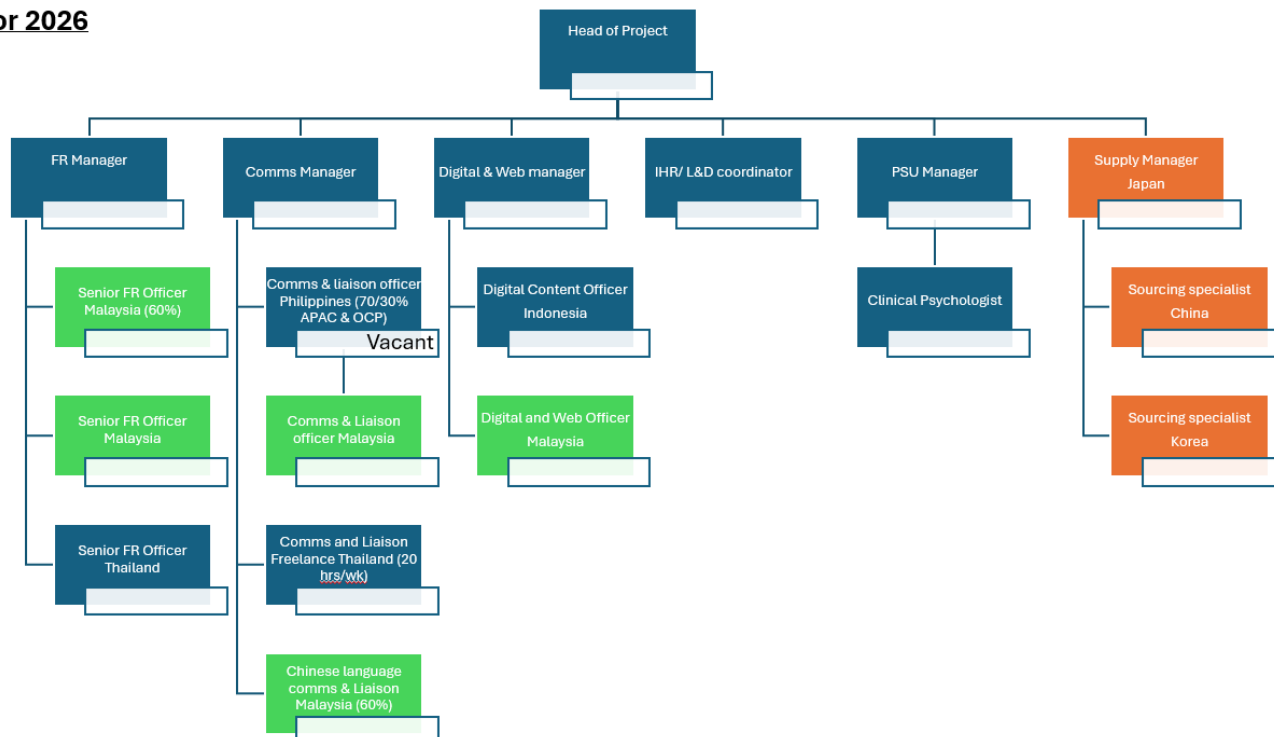 or 2026
Head of Project
FR Manager
Comms Manager
Digital & Web manager
IHR/ L&D coordinator
PSU Manager
Supply Manager
Japan
Senior FR Officer
Malaysia (60%)
Comms & liaison officer
Philippines (70/30%
APAC & OCP)
Vacant
Digital Content Officer
Indonesia
Clinical Psychologist
Sourcing specialist
China
Senior FR Officer
Malaysia
Comms & Liaison
officer Malaysia
Digital and Web Officer
Malaysia
Sourcing specialist
Korea
Senior FR Officer
Thailand
Comms and Liaison
Freelance Thailand (20
hrs/wk)
Chinese language
comms & Liaison
Malaysia (60%)